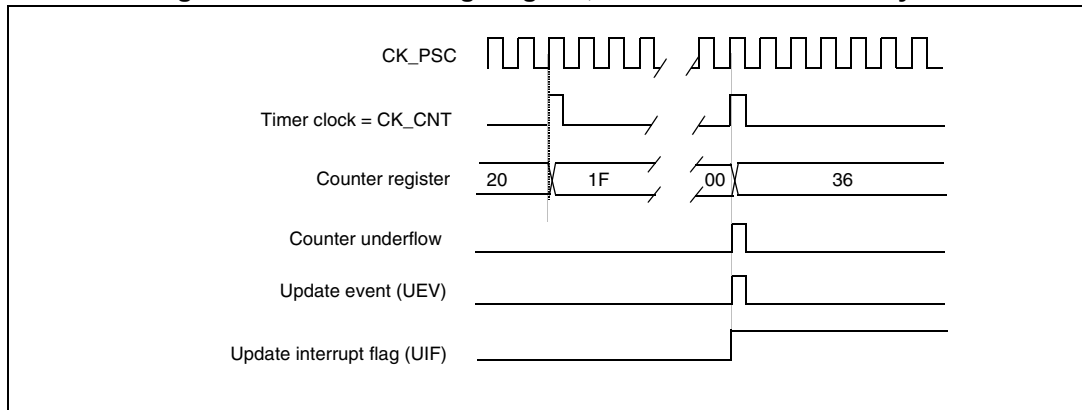 CK_PSC
Timer clock = CK_CNT
Counter register 20 1F 00 36
Counter underflow
Update event (UEV)
Update interrupt flag (UIF)